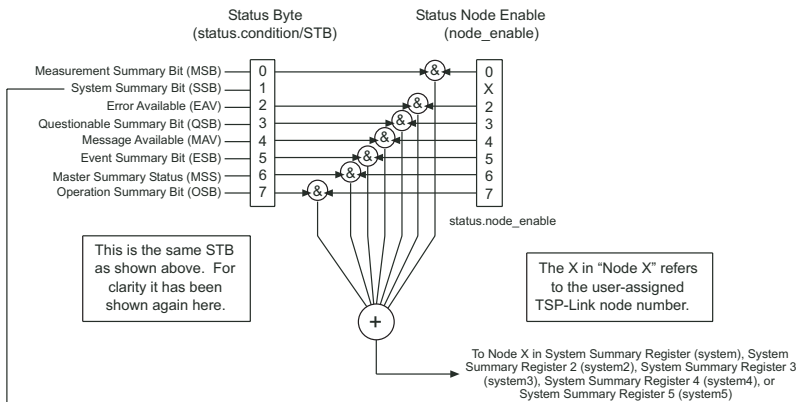 Status Byte
(status.condition/STB)
Status Node Enable
(node_enable)
Measurement Summary Bit (MSB)
System Summary Bit (SSB)
Error Available (EAV)
Questionable Summary Bit (QSB)
Message Available (MAV)
Event Summary Bit (ESB)
Master Summary Status (MSS)
Operation Summary Bit (OSB)
0
1
2
3
4
5
6
7
&
&
&
&
&
&
&
0
X
2
3
4
5
6
7
status.node_enable
This is the same STB
as shown above. For
clarity it has been
shown again here.
The X in “Node X” refers
to the user-assigned
TSP-Link node number.
+
To Node X in System Summary Register (system), System
Summary Register 2 (system2), System Summary Register 3
(system3), System Summary Register 4 (system4), or
System Summary Register 5 (system5)